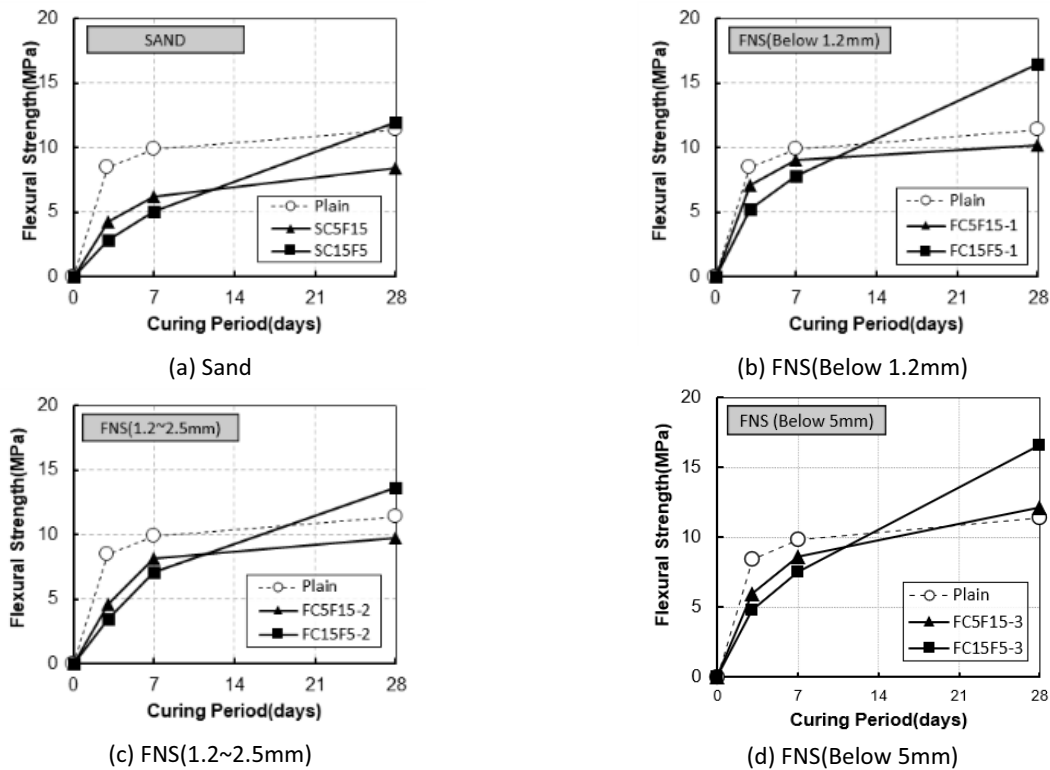 20
15
10
5
0
Flexural Strength(MPa)
SAND
Plain
SC5F15
SC15F5
0 7 14 21 28
Curing Period(days)
(a) Sand
20
15
10
5
0
Flexural Strength(MPa)
FNS(Below 1.2mm)
Plain
FC5F15-1
FC15F5-1
0 7 14 21 28
Curing Period(days)
(b) FNS(Below 1.2mm)
20
15
10
5
0
Flexural Strength(MPa)
FNS(1.2~2.5mm)
Plain
FC5F15-2
FC15F5-2
0 7 14 21 28
Curing Period(days)
(c) FNS(1.2~2.5mm)
20
15
10
5
0
Flexural Strength(MPa)
FNS (Below 5mm)
Plain
FC5F15-3
FC15F5-3
0 7 14 21 28
Curing Period(days)
(d) FNS(Below 5mm)